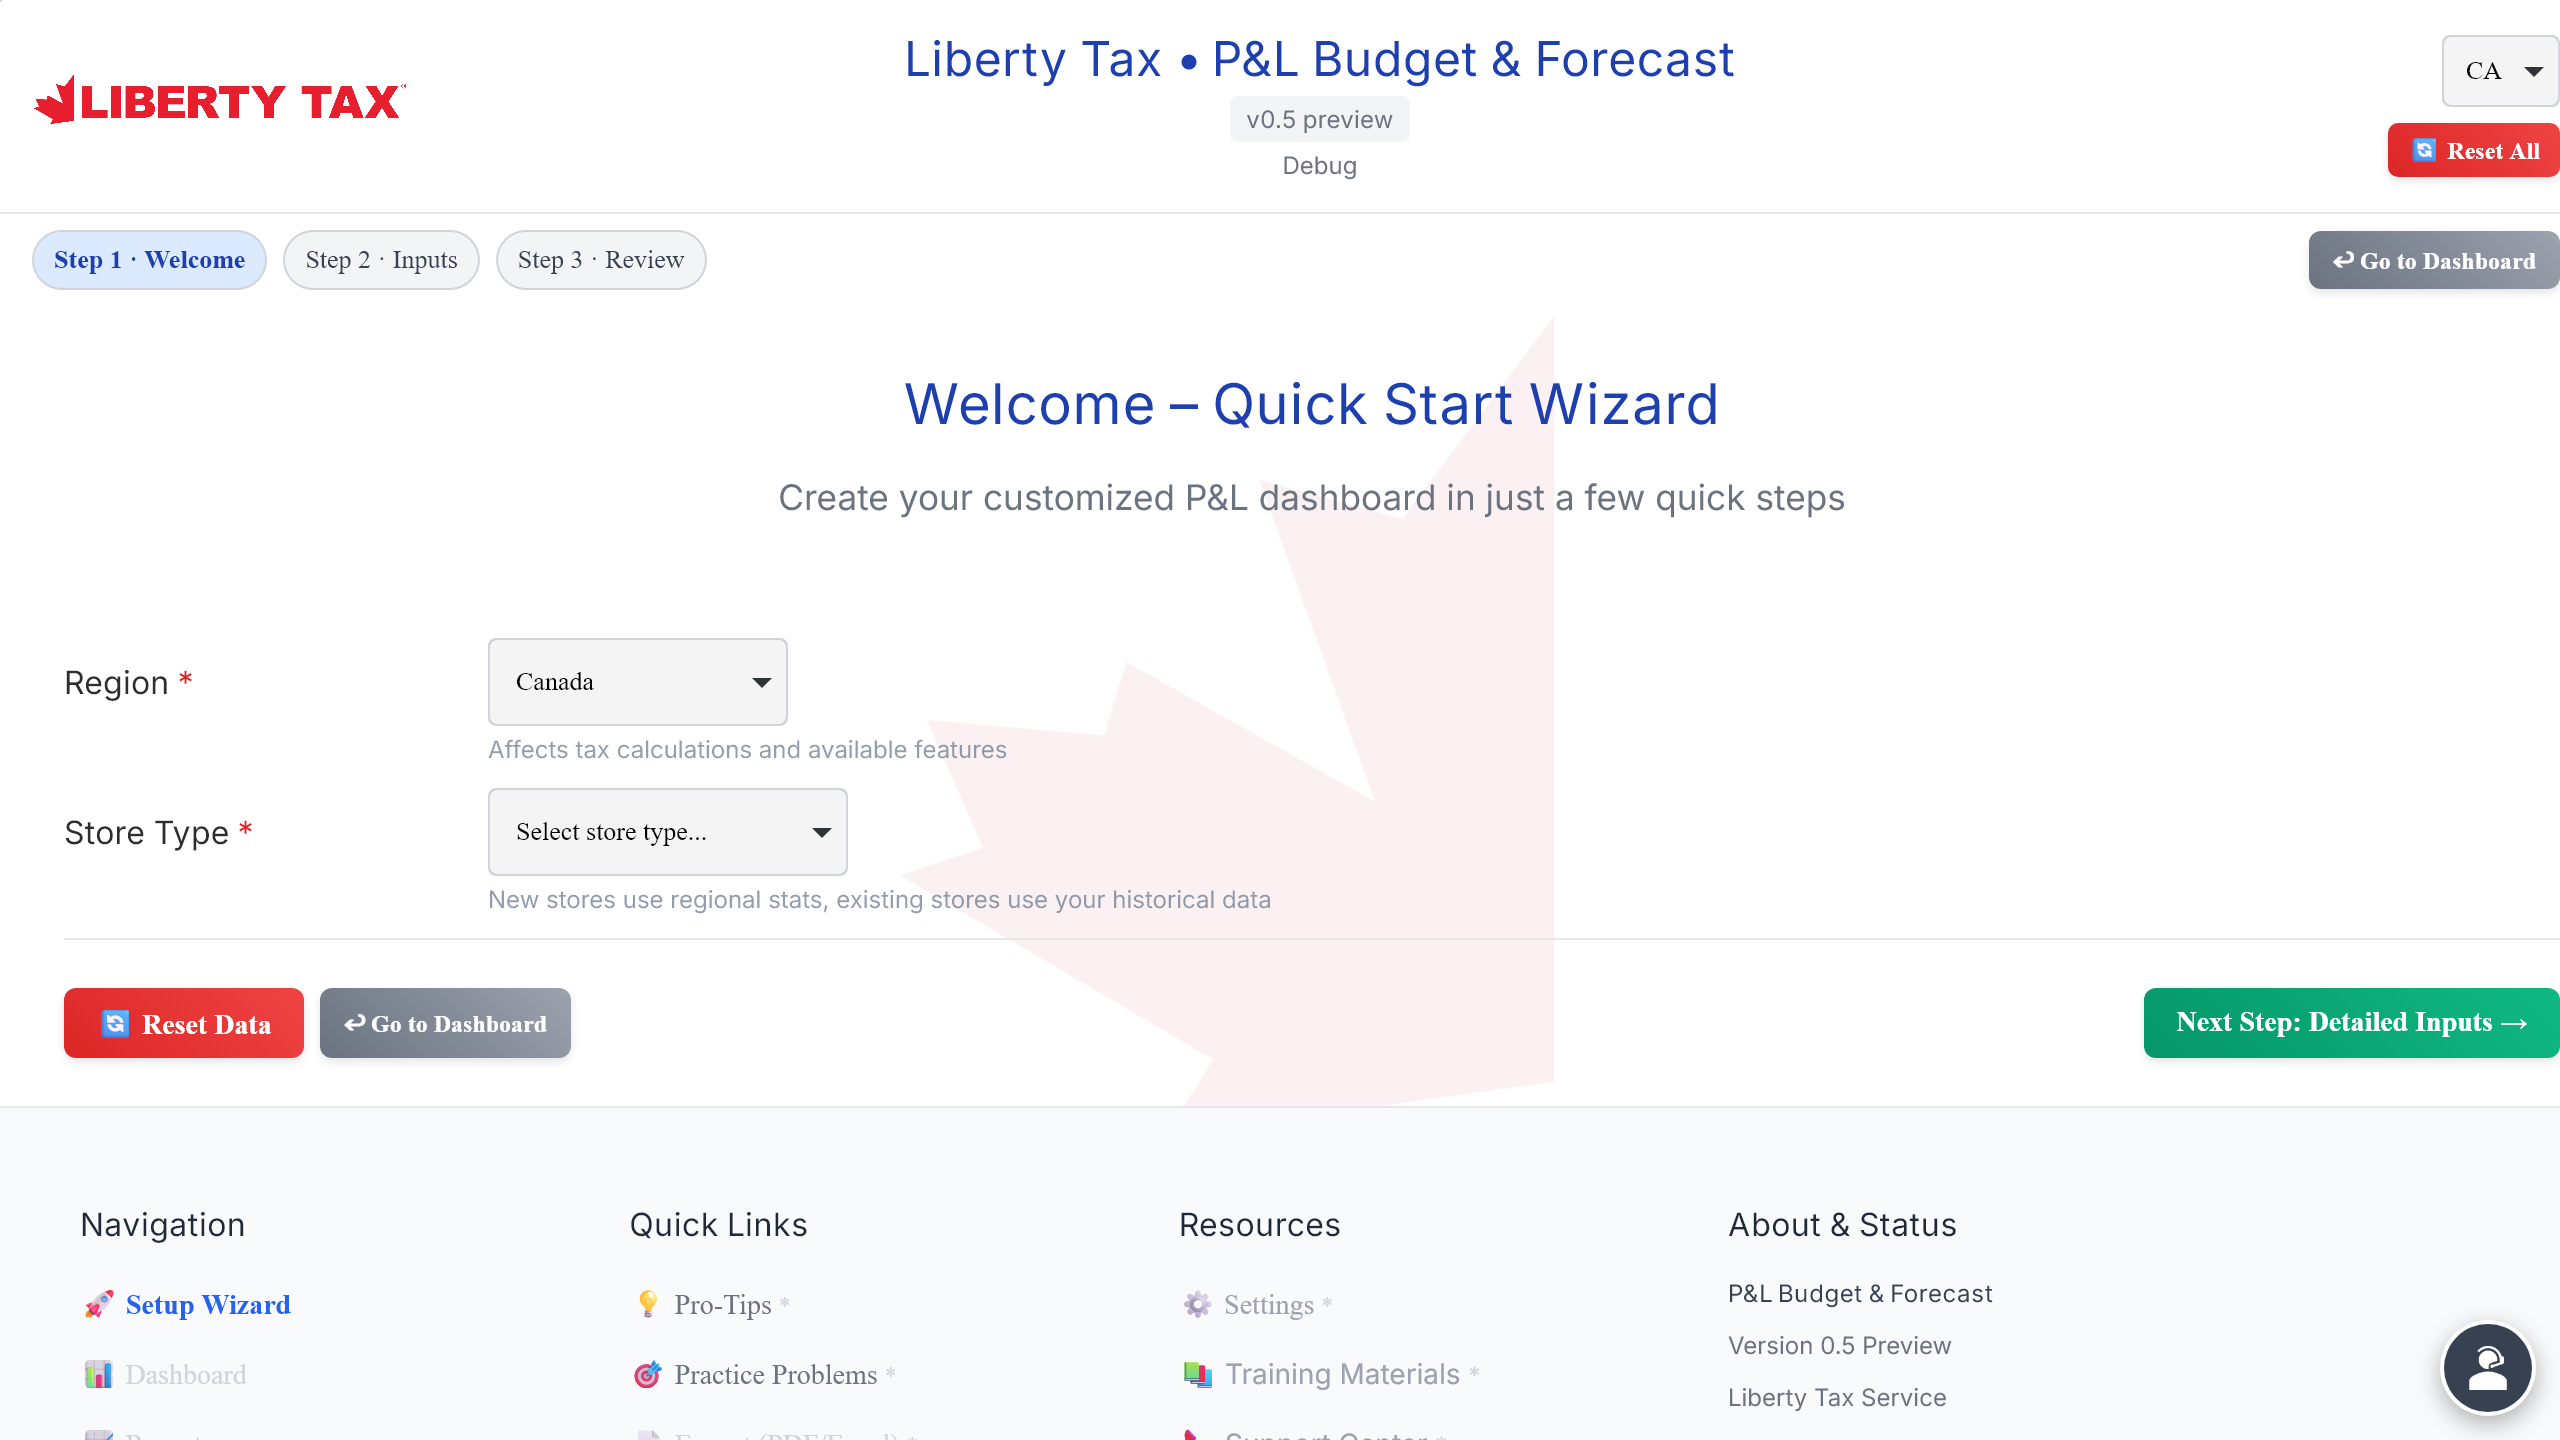 LIBERTY TAX
Liberty Tax • P&L Budget & Forecast
v0.5 preview
Debug
CA
Reset All
Step 1 · Welcome
Step 2 · Inputs
Step 3 · Review
↩ Go to Dashboard
Welcome – Quick Start Wizard
Create your customized P&L dashboard in just a few quick steps
Region *
Canada
Affects tax calculations and available features
Store Type *
Select store type...
New stores use regional stats, existing stores use your historical data
Reset Data
↩ Go to Dashboard
Next Step: Detailed Inputs →
Navigation
Setup Wizard
Dashboard
Quick Links
Pro-Tips *
Practice Problems *
Export (PDF/Excel) *
Resources
Settings *
Training Materials *
Support Center *
About & Status
P&L Budget & Forecast
Version 0.5 Preview
Liberty Tax Service